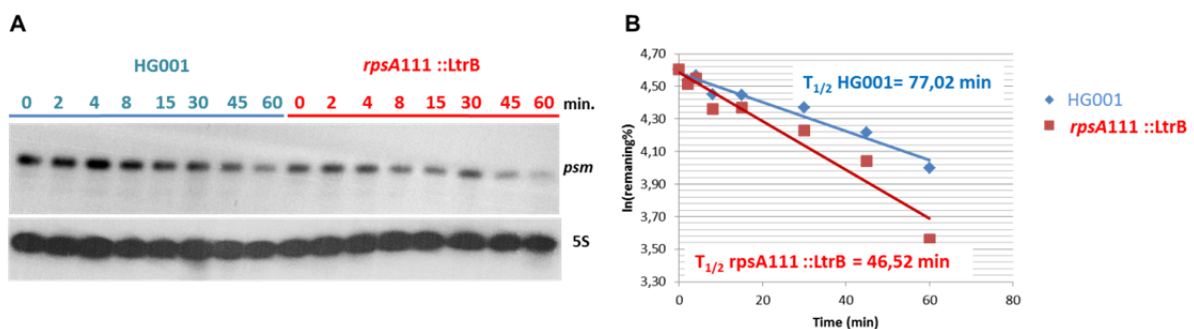 A
HG001 rpsA111 ::LtrB
0 2 4 8 15 30 45 60 0 2 4 8 15 30 45 60 min.
psm
5S
B
4,70
4,50
4,30
4,10
3,90
3,70
3,50
3,30
ln(remaning%)
T1/2 HG001= 77,02 min
T1/2 rpsA111 ::LtrB = 46,52 min
0 20 40 60 80
Time (min)
HG001
rpsA111 ::LtrB